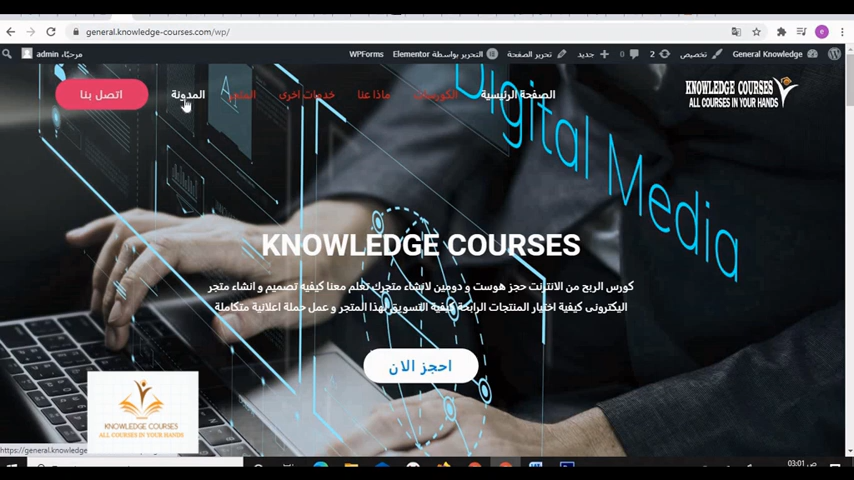 general.knowledge-courses.com/wp/
General Knowledge
تخصيص
2
0
جديد
تحرير الصفحة
التحرير بواسطة Elementor
WPForms
مرحبًا، admin
KNOWLEDGE COURSES
ALL COURSES IN YOUR HANDS
الصفحة الرئيسية
الكورسات
ماذا عنا
خدمات اخرى
المتجر
المدونة
اتصل بنا
A
Digital Media
KNOWLEDGE COURSES
كورس الربح من الانترنت حجز هوست و دومين لانشاء متجرك تعلم معنا كيفيه تصميم و انشاء متجر
اليكترونى كيفية اختيار المنتجات الرابحة كيفية التسويق لهذا المتجر و عمل حملة اعلانية متكاملة
احجز الان
KNOWLEDGE COURSES
ALL COURSES IN YOUR HANDS
https://general.knowledge
03:01 ص